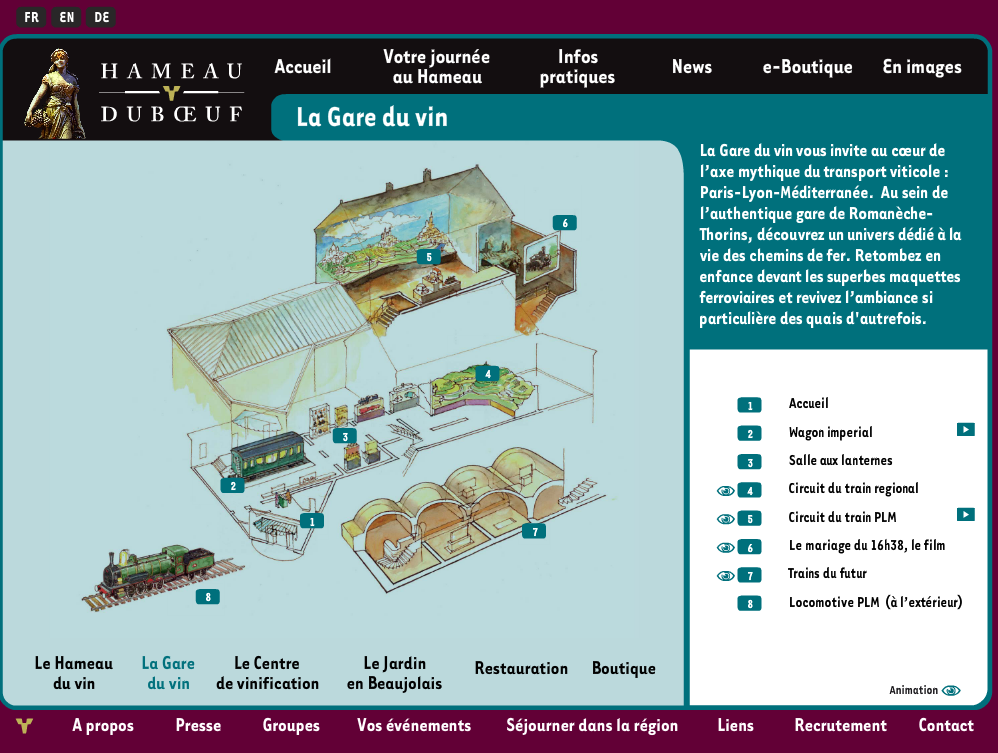 FR EN DE
HAMEAU
DUBŒUF
Accueil
Votre journée
au Hameau
Infos
pratiques
News
e-Boutique
En images
La Gare du vin
La Gare du vin vous invite au cœur de
l'axe mythique du transport viticole :
Paris-Lyon-Méditerranée. Au sein de
l'authentique gare de Romanèche-
Thorins, découvrez un univers dédié à la
vie des chemins de fer. Retombez en
enfance devant les superbes maquettes
ferroviaires et revivez l'ambiance si
particulière des quais d'autrefois.
6
5
4
3
2
1
7
8
1 Accueil
2 Wagon imperial
3 Salle aux lanternes
4 Circuit du train regional
5 Circuit du train PLM
6 Le mariage du 16h38, le film
7 Trains du futur
8 Locomotive PLM (à l'extérieur)
Animation
Le Hameau
du vin
La Gare
du vin
Le Centre
de vinification
Le Jardin
en Beaujolais
Restauration
Boutique
A propos
Presse
Groupes
Vos événements
Séjourner dans la région
Liens
Recrutement
Contact